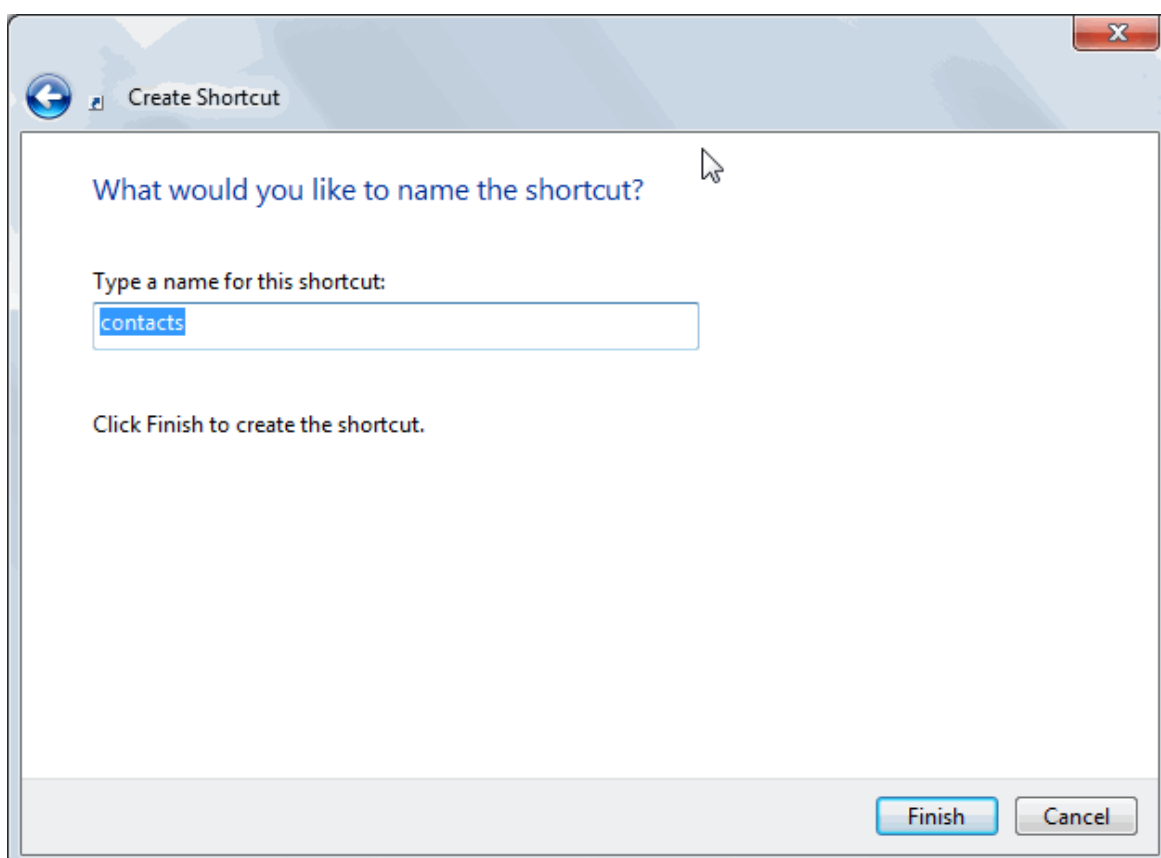 Create Shortcut
What would you like to name the shortcut?
Type a name for this shortcut:
contacts
Click Finish to create the shortcut.
Finish Cancel